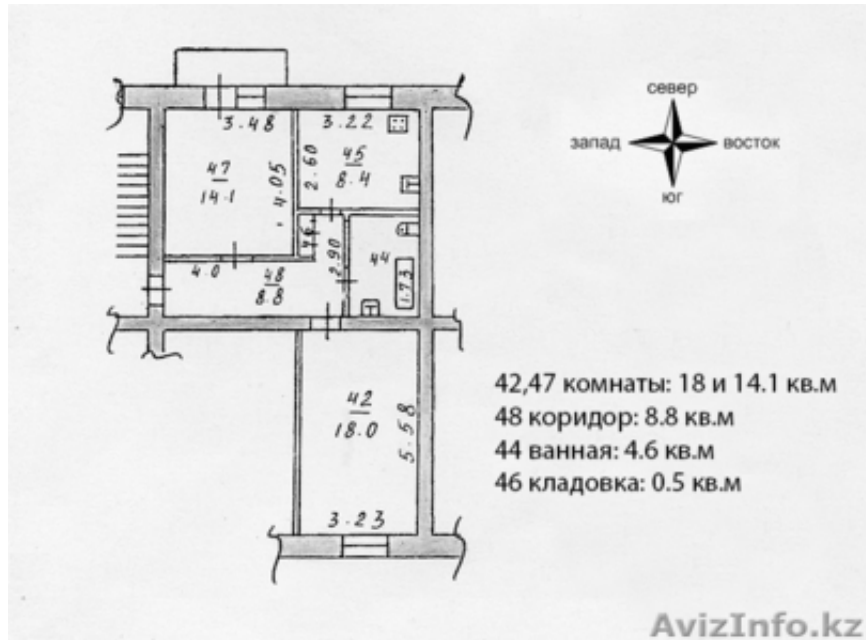 север
запад
восток
юг
3.48
3.22
47
14.1
4.05
2.60
45
8.4
46
2.90
4.0
48
8.8
44
1.73
42
18.0
5.58
3.23
42,47 комнаты: 18 и 14.1 кв.м
48 коридор: 8.8 кв.м
44 ванная: 4.6 кв.м
46 кладовка: 0.5 кв.м
AvizInfo.kz